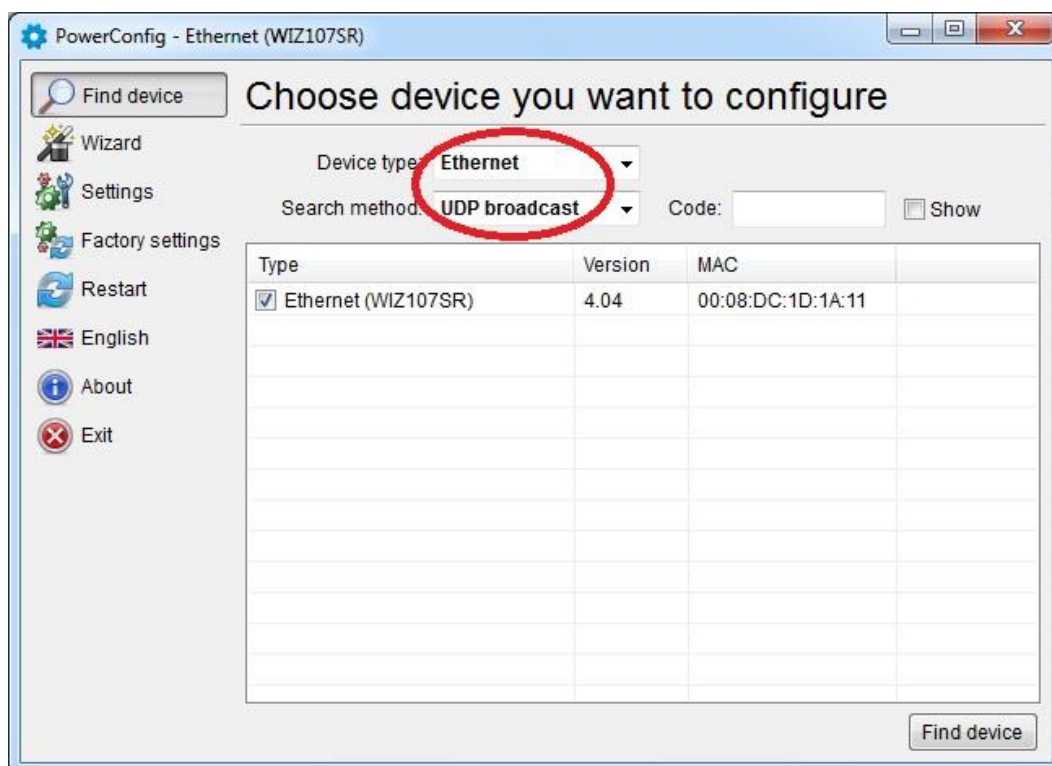 PowerConfig - Ethernet (WIZ107SR)
Find device
Wizard
Settings
Factory settings
Restart
English
About
Exit
Choose device you want to configure
Device type: Ethernet
Search method: UDP broadcast Code: Show
Type Version MAC
Ethernet (WIZ107SR) 4.04 00:08:DC:1D:1A:11
Find device